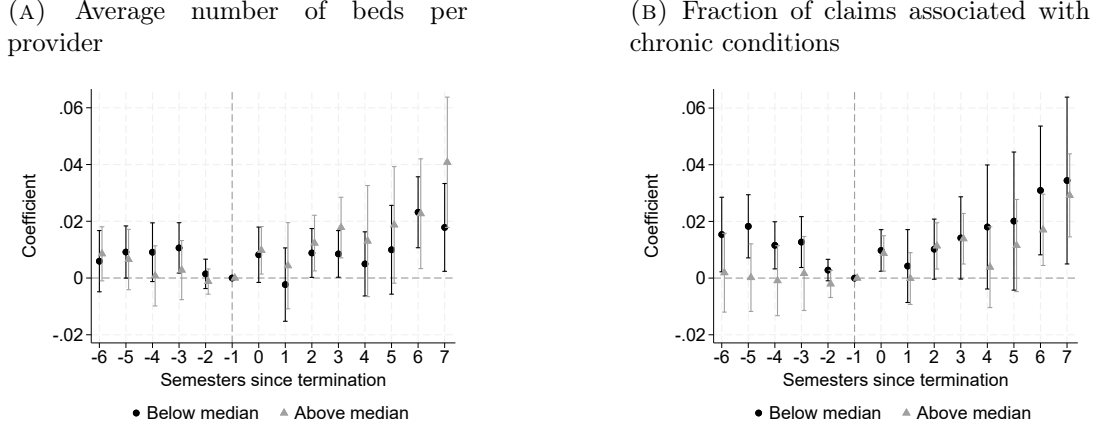 (A) Average number of beds per
provider
.06
.04
.02
0
-.02
Coefficient
-6 -5 -4 -3 -2 -1 0 1 2 3 4 5 6 7
Semesters since termination
Below median Above median
(B) Fraction of claims associated with
chronic conditions
.06
.04
.02
0
-.02
Coefficient
-6 -5 -4 -3 -2 -1 0 1 2 3 4 5 6 7
Semesters since termination
Below median Above median